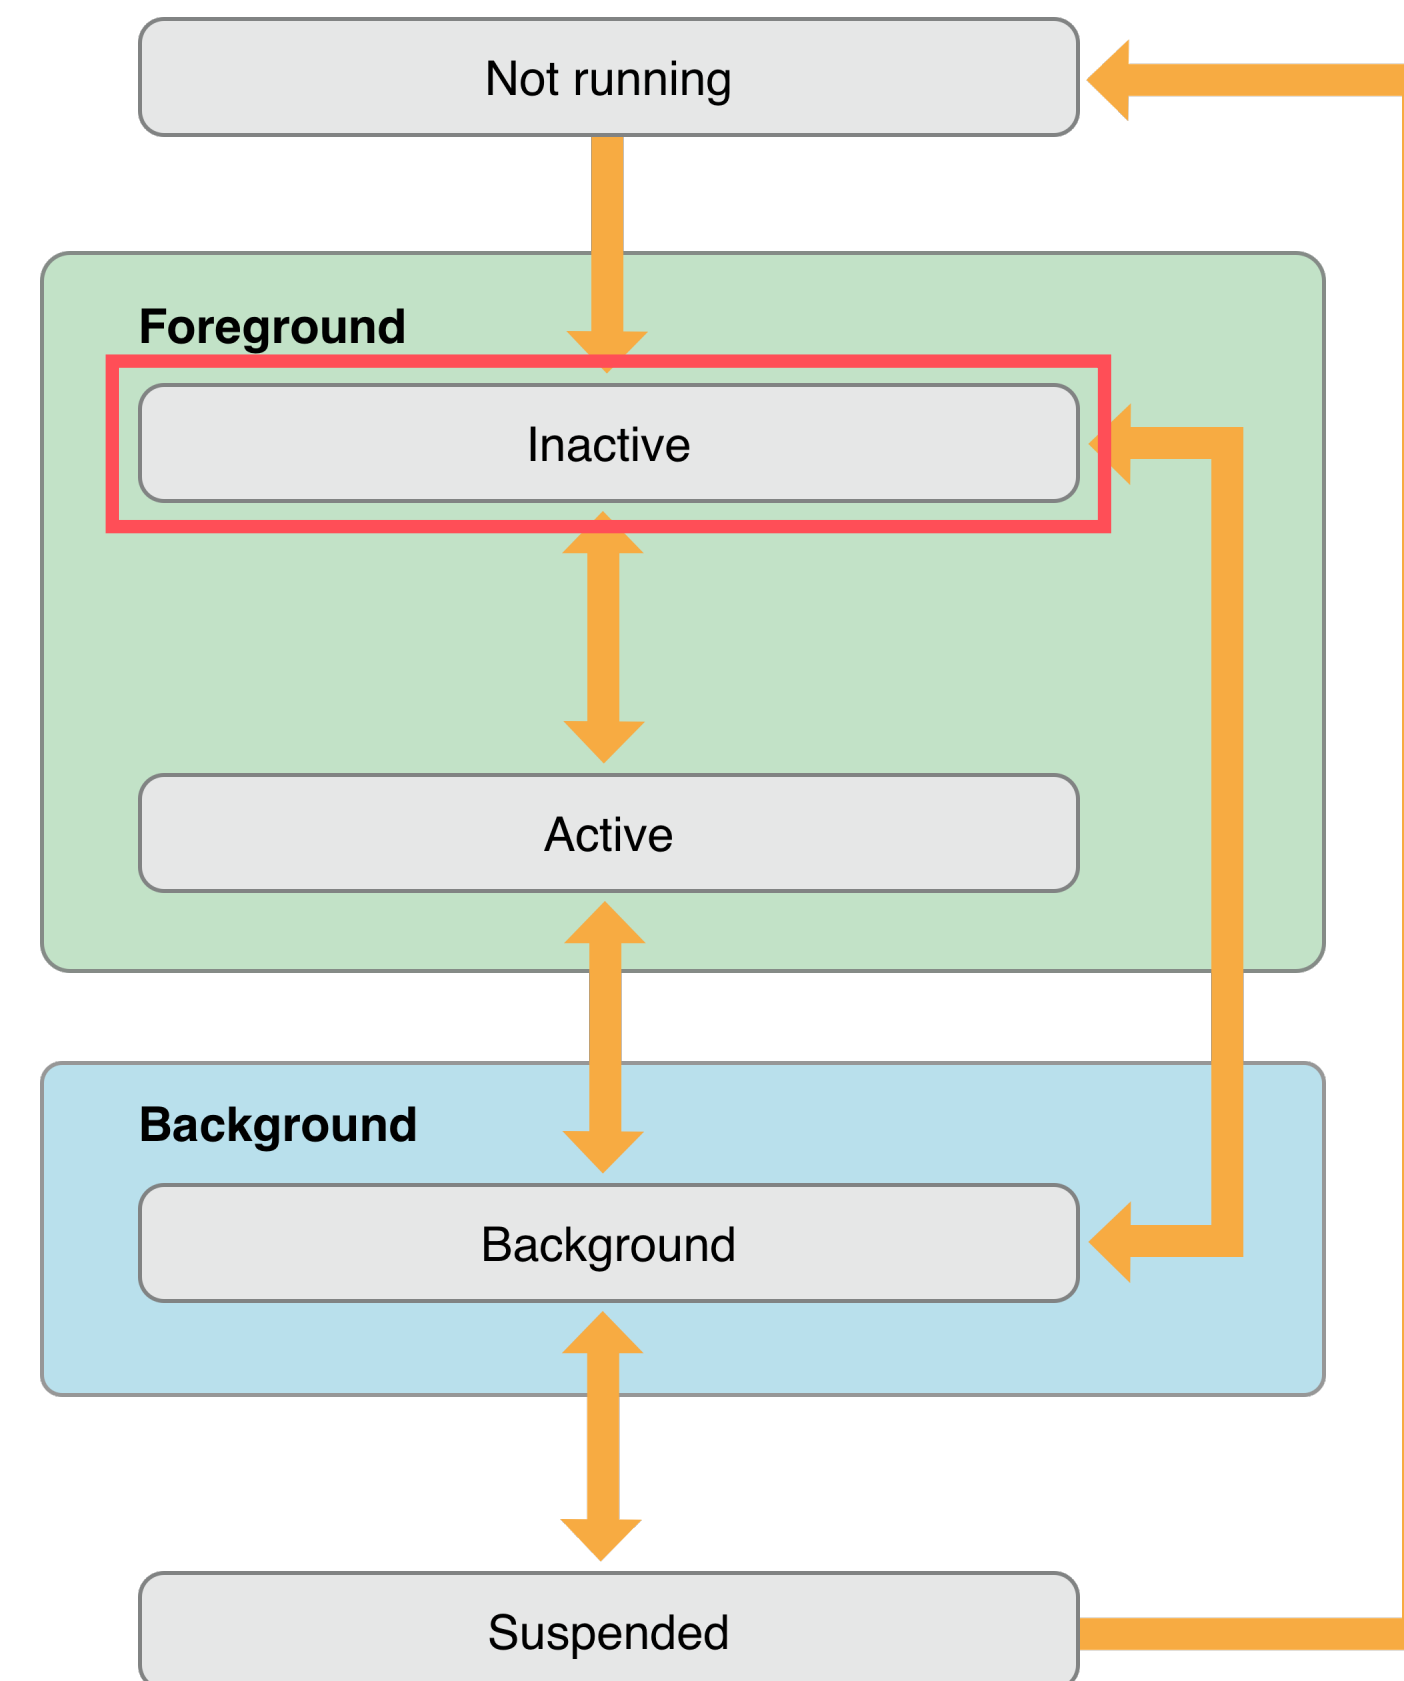 Not running
Foreground
Inactive
Active
Background
Background
Suspended